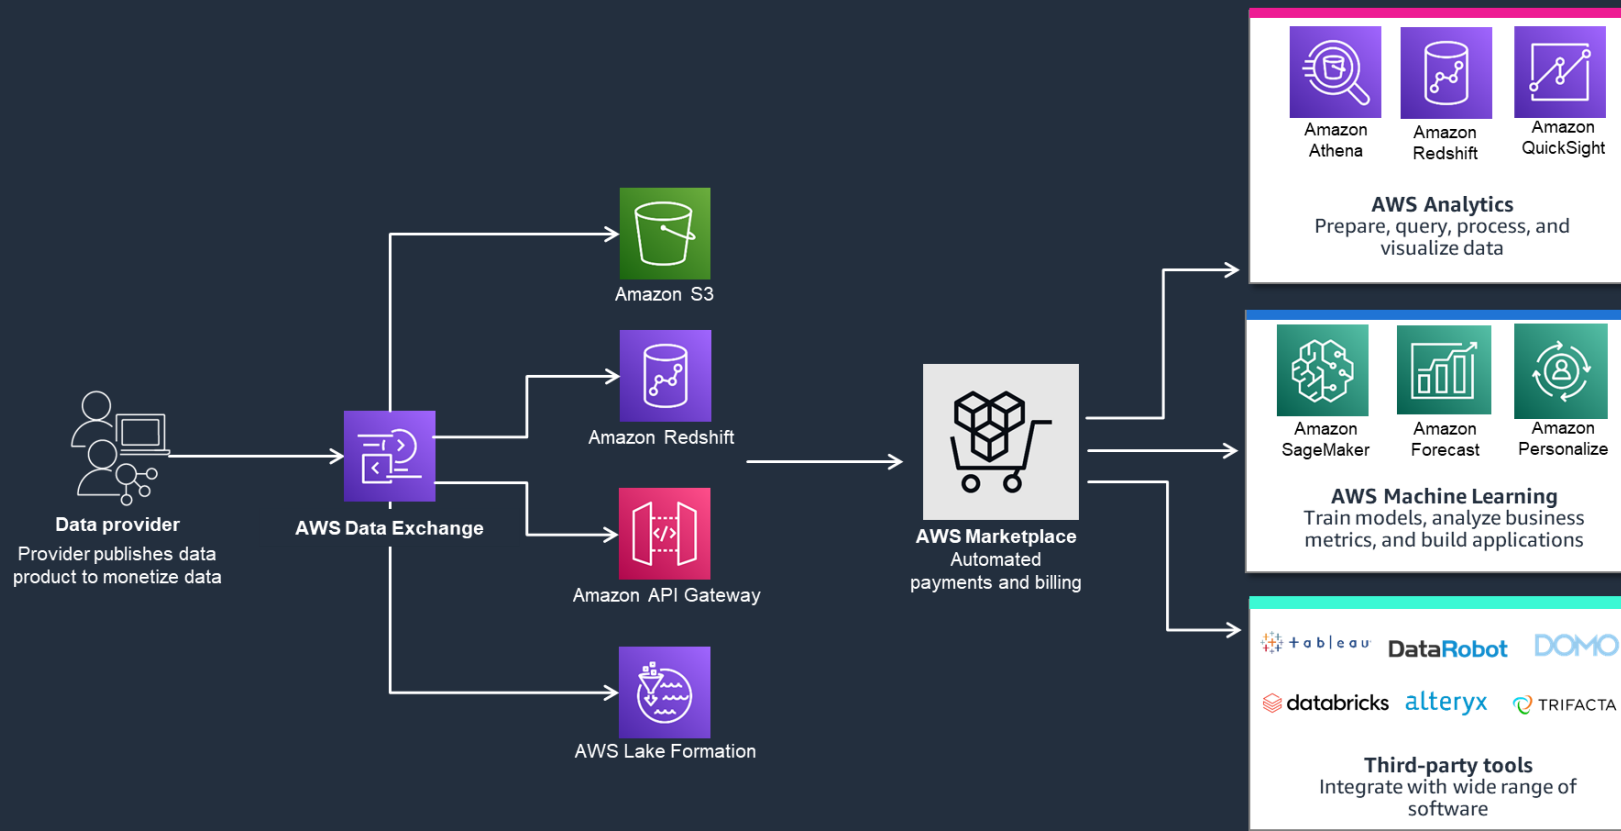 Data provider
Provider publishes data
product to monetize data
AWS Data Exchange
Amazon S3
Amazon Redshift
Amazon API Gateway
AWS Lake Formation
AWS Marketplace
Automated
payments and billing
Amazon
Athena
Amazon
Redshift
Amazon
QuickSight
AWS Analytics
Prepare, query, process, and
visualize data
Amazon
SageMaker
Amazon
Forecast
Amazon
Personalize
AWS Machine Learning
Train models, analyze business
metrics, and build applications
tableau DataRobot DOMO
databricks alteryx TRIFACTA
Third-party tools
Integrate with wide range of
software